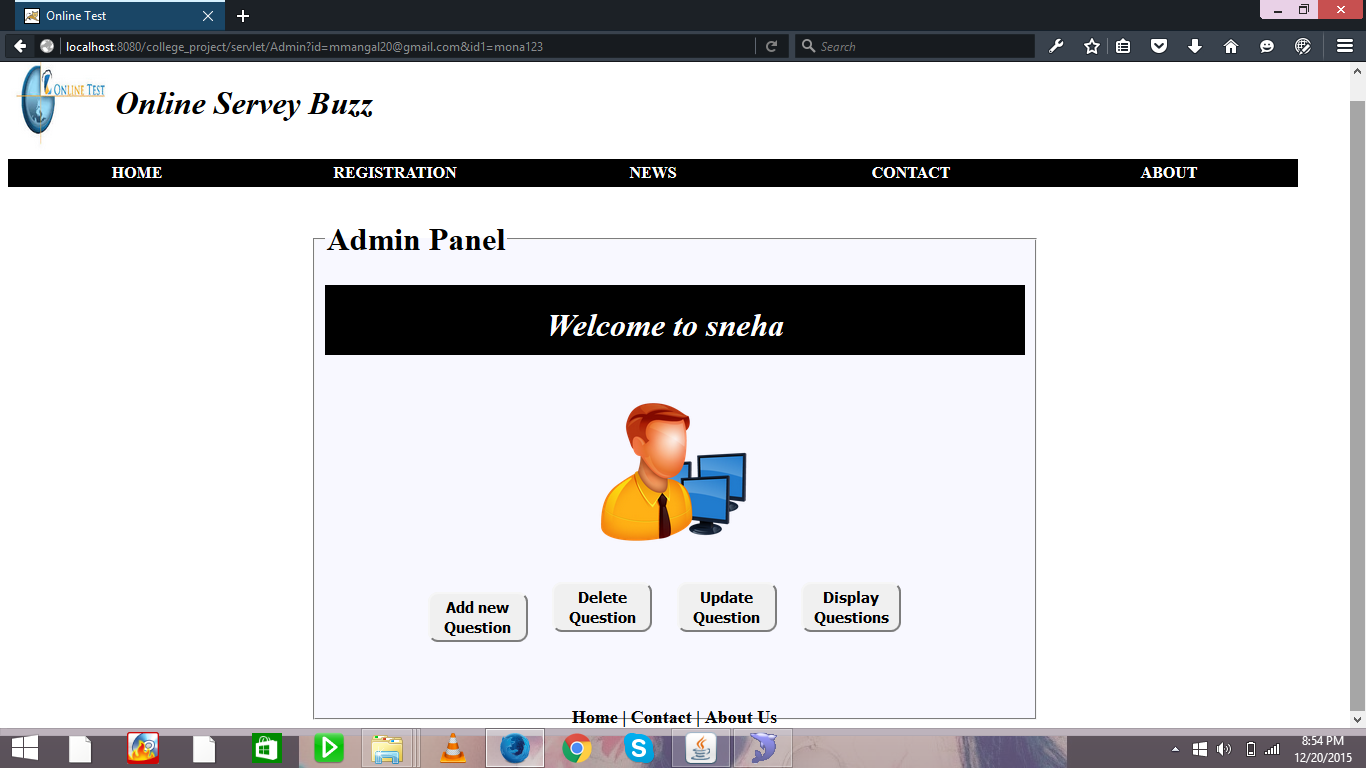 Online Test
localhost:8080/college_project/servlet/Admin?id=mmangal20@gmail.com&id1=mona123
Search
ONLINE TEST
Online Servey Buzz
HOME REGISTRATION NEWS CONTACT ABOUT
Admin Panel
Welcome to sneha
Add new
Question
Delete
Question
Update
Question
Display
Questions
Home | Contact | About Us
8:54 PM
12/20/2015